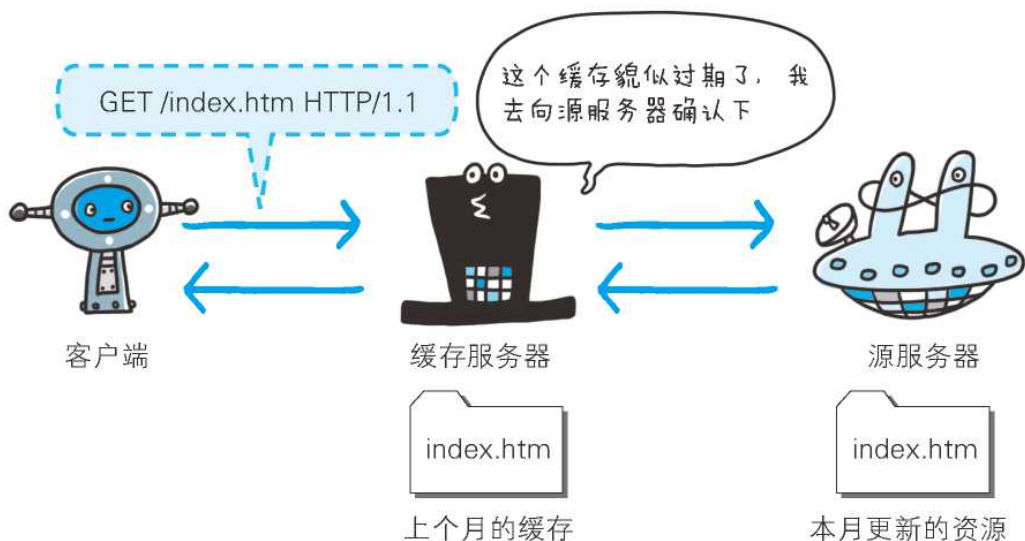 GET /index.htm HTTP/1.1
这个缓存貌似过期了，我
去向源服务器确认下
客户端
缓存服务器
源服务器
index.htm
index.htm
上个月的缓存
本月更新的资源